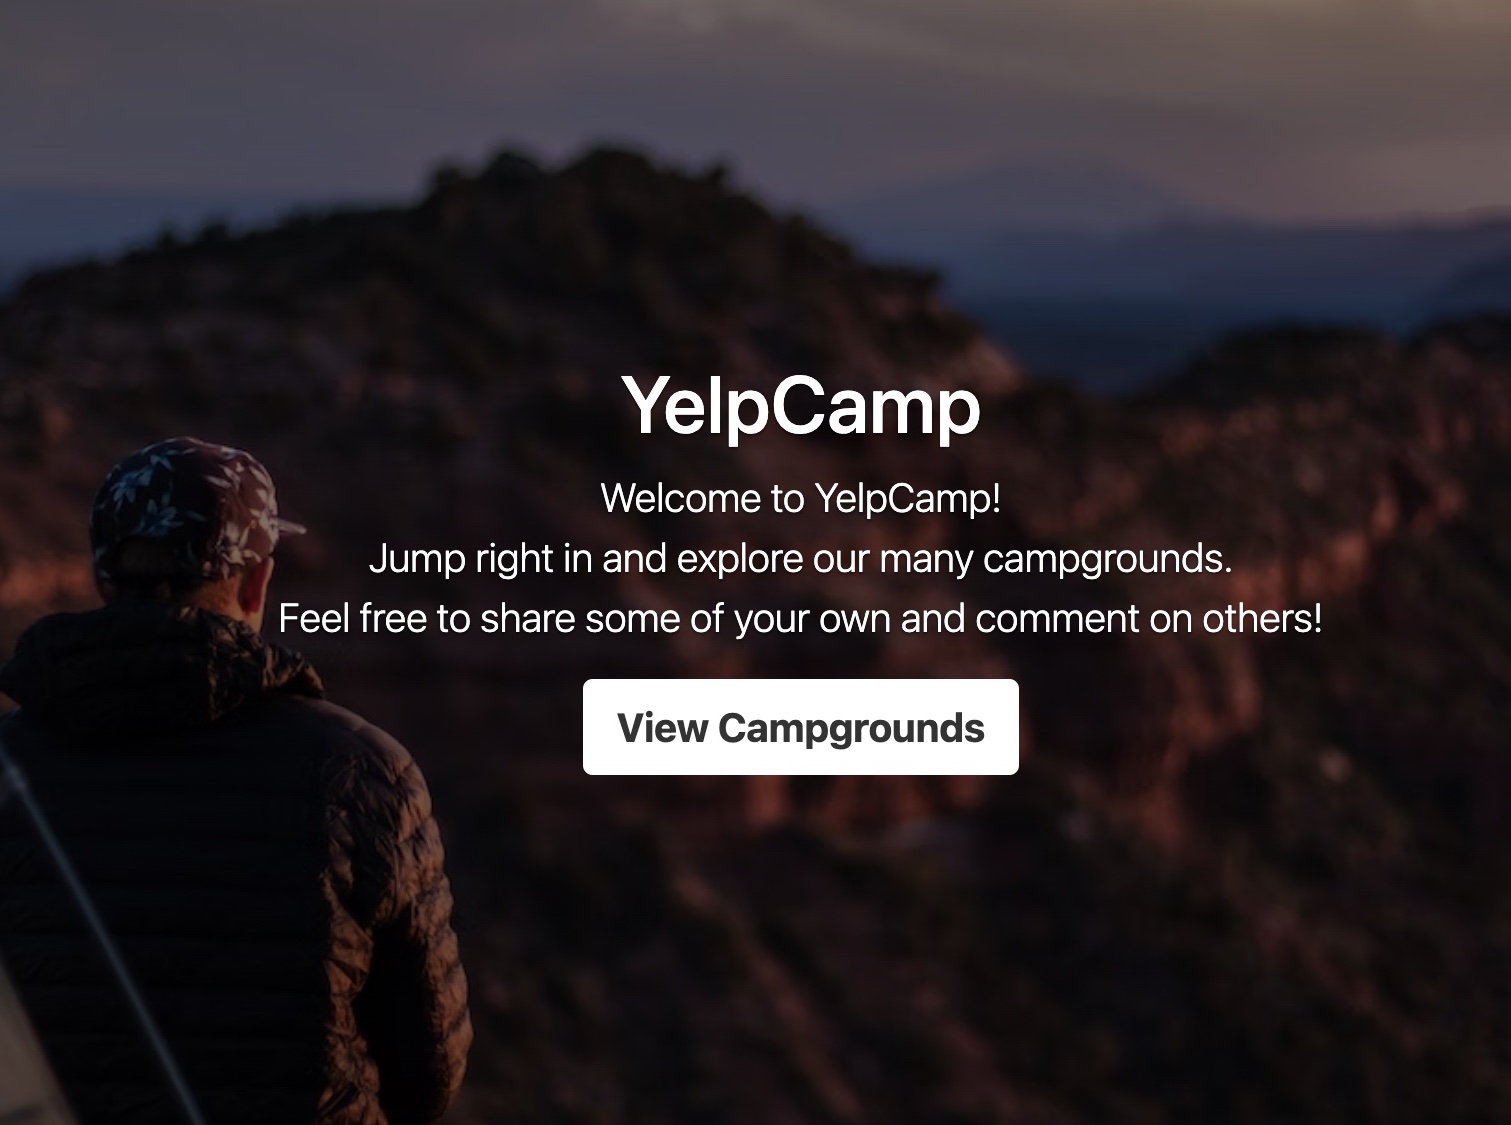 YelpCamp
Welcome to YelpCamp!
Jump right in and explore our many campgrounds.
Feel free to share some of your own and comment on others!
View Campgrounds